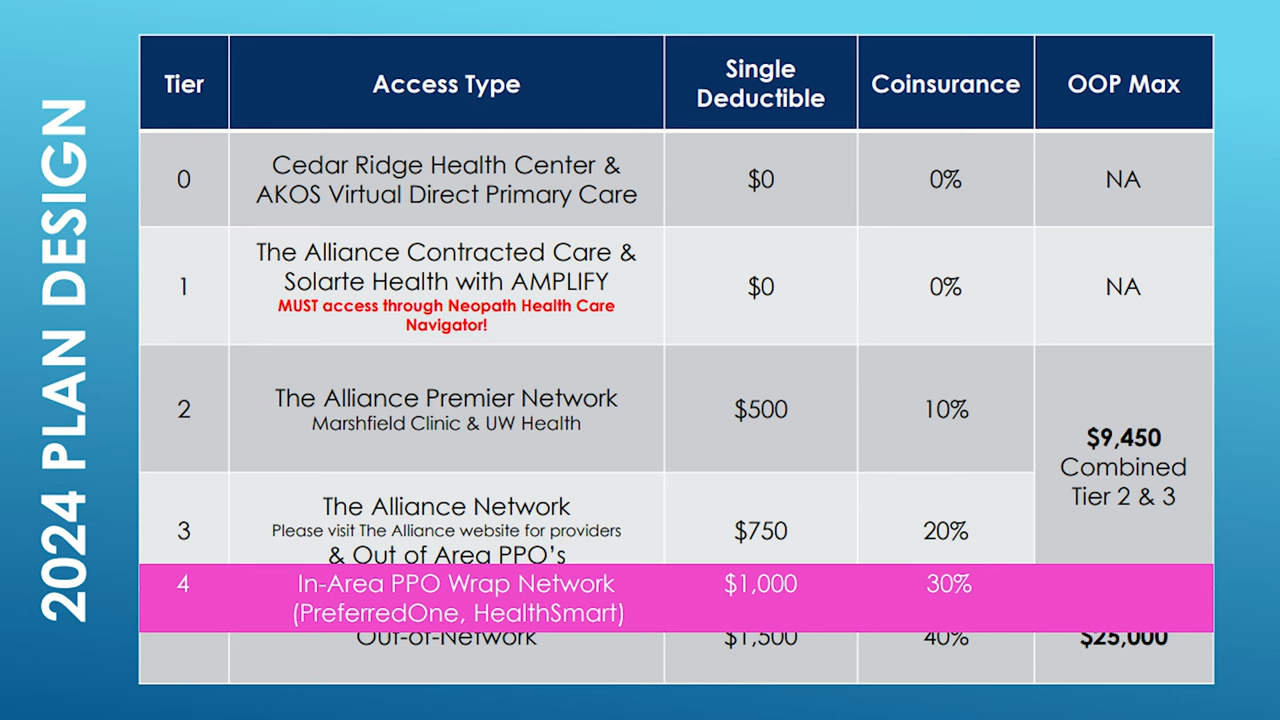 2024 PLAN DESIGN
Tier
Access Type
Single
Deductible
Coinsurance
OOP Max
0
Cedar Ridge Health Center &
AKOS Virtual Direct Primary Care
$0
0%
NA
1
The Alliance Contracted Care &
Solarte Health with AMPLIFY
MUST access through Neopath Health Care
Navigator!
$0
0%
NA
2
The Alliance Premier Network
Marshfield Clinic & UW Health
$500
10%
$9,450
Combined
Tier 2 & 3
3
The Alliance Network
Please visit The Alliance website for providers
& Out of Area PPO's
$750
20%
4
In-Area PPO Wrap Network
(PreferredOne, HealthSmart)
$1,000
30%
Out-of-Network
$1,500
40%
$25,000